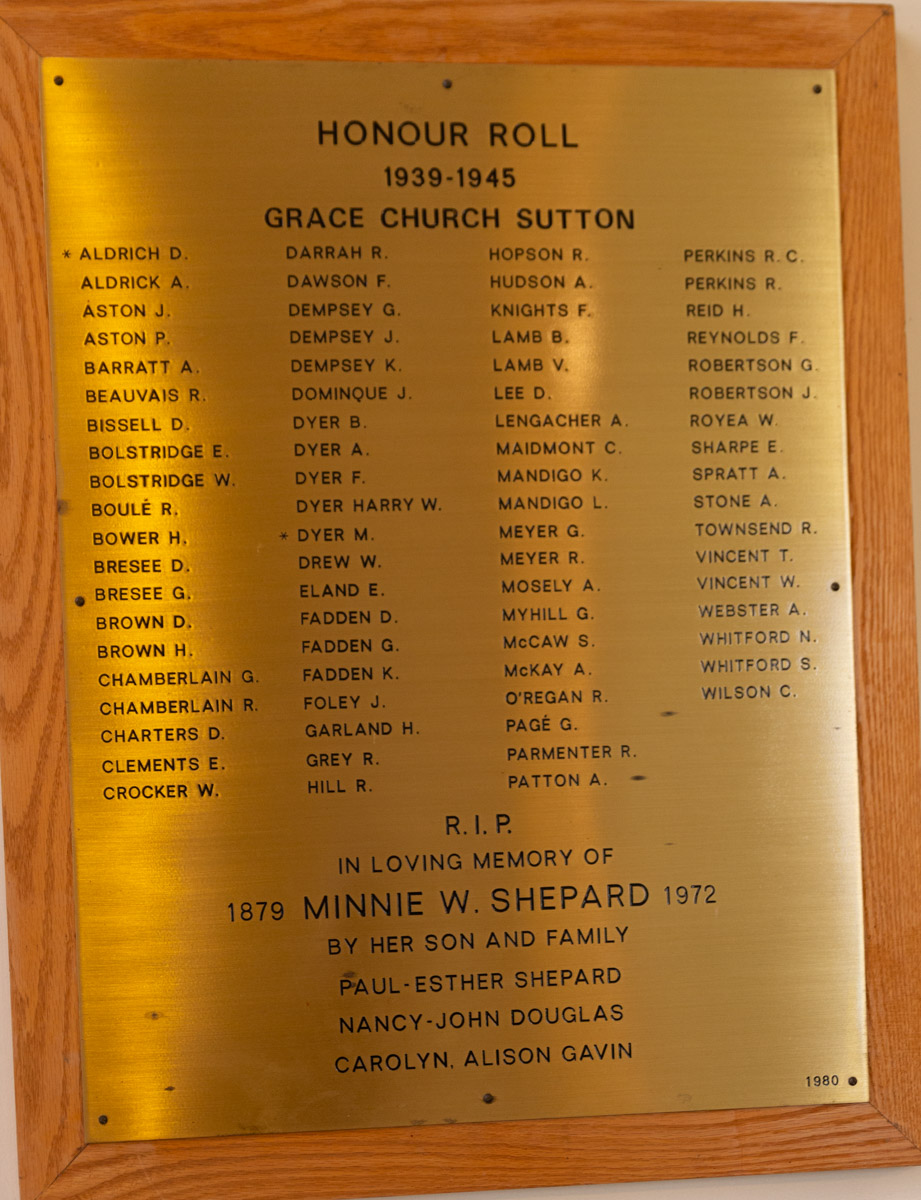 HONOUR ROLL
1939-1945
GRACE CHURCH SUTTON
* ALDRICH D.
ALDRICK A.
ASTON J.
ASTON P.
BARRATT A.
BEAUVAIS R.
BISSELL D.
BOLSTRIDGE E.
BOLSTRIDGE W.
BOULÉ R.
BOWER H.
BRESEE D.
BRESEE G.
BROWN D.
BROWN H.
CHAMBERLAIN G.
CHAMBERLAIN R.
CHARTERS D.
CLEMENTS E.
CROCKER W.
DARRAH R.
DAWSON F.
DEMPSEY G.
DEMPSEY J.
DEMPSEY K.
DOMINQUE J.
DYER B.
DYER A.
DYER F.
DYER HARRY W.
* DYER M.
DREW W.
ELAND E.
FADDEN D.
FADDEN G.
FADDEN K.
FOLEY J.
GARLAND H.
GREY R.
HILL R.
HOPSON R.
HUDSON A.
KNIGHTS F.
LAMB B.
LAMB V.
LEE D.
LENGACHER A.
MAIDMONT C.
MANDIGO K.
MANDIGO L.
MEYER G.
MEYER R.
MOSELY A.
MYHILL G.
McCAW S.
McKAY A.
O'REGAN R.
PAGÉ G.
PARMENTER R.
PATTON A.
PERKINS R. C.
PERKINS R.
REID H.
REYNOLDS F.
ROBERTSON G.
ROBERTSON J.
ROYEA W.
SHARPE E.
SPRATT A.
STONE A.
TOWNSEND R.
VINCENT T.
VINCENT W.
WEBSTER A.
WHITFORD N.
WHITFORD S.
WILSON C.
R.I.P.
IN LOVING MEMORY OF
1879 MINNIE W. SHEPARD 1972
BY HER SON AND FAMILY
PAUL-ESTHER SHEPARD
NANCY-JOHN DOUGLAS
CAROLYN, ALISON GAVIN
1980